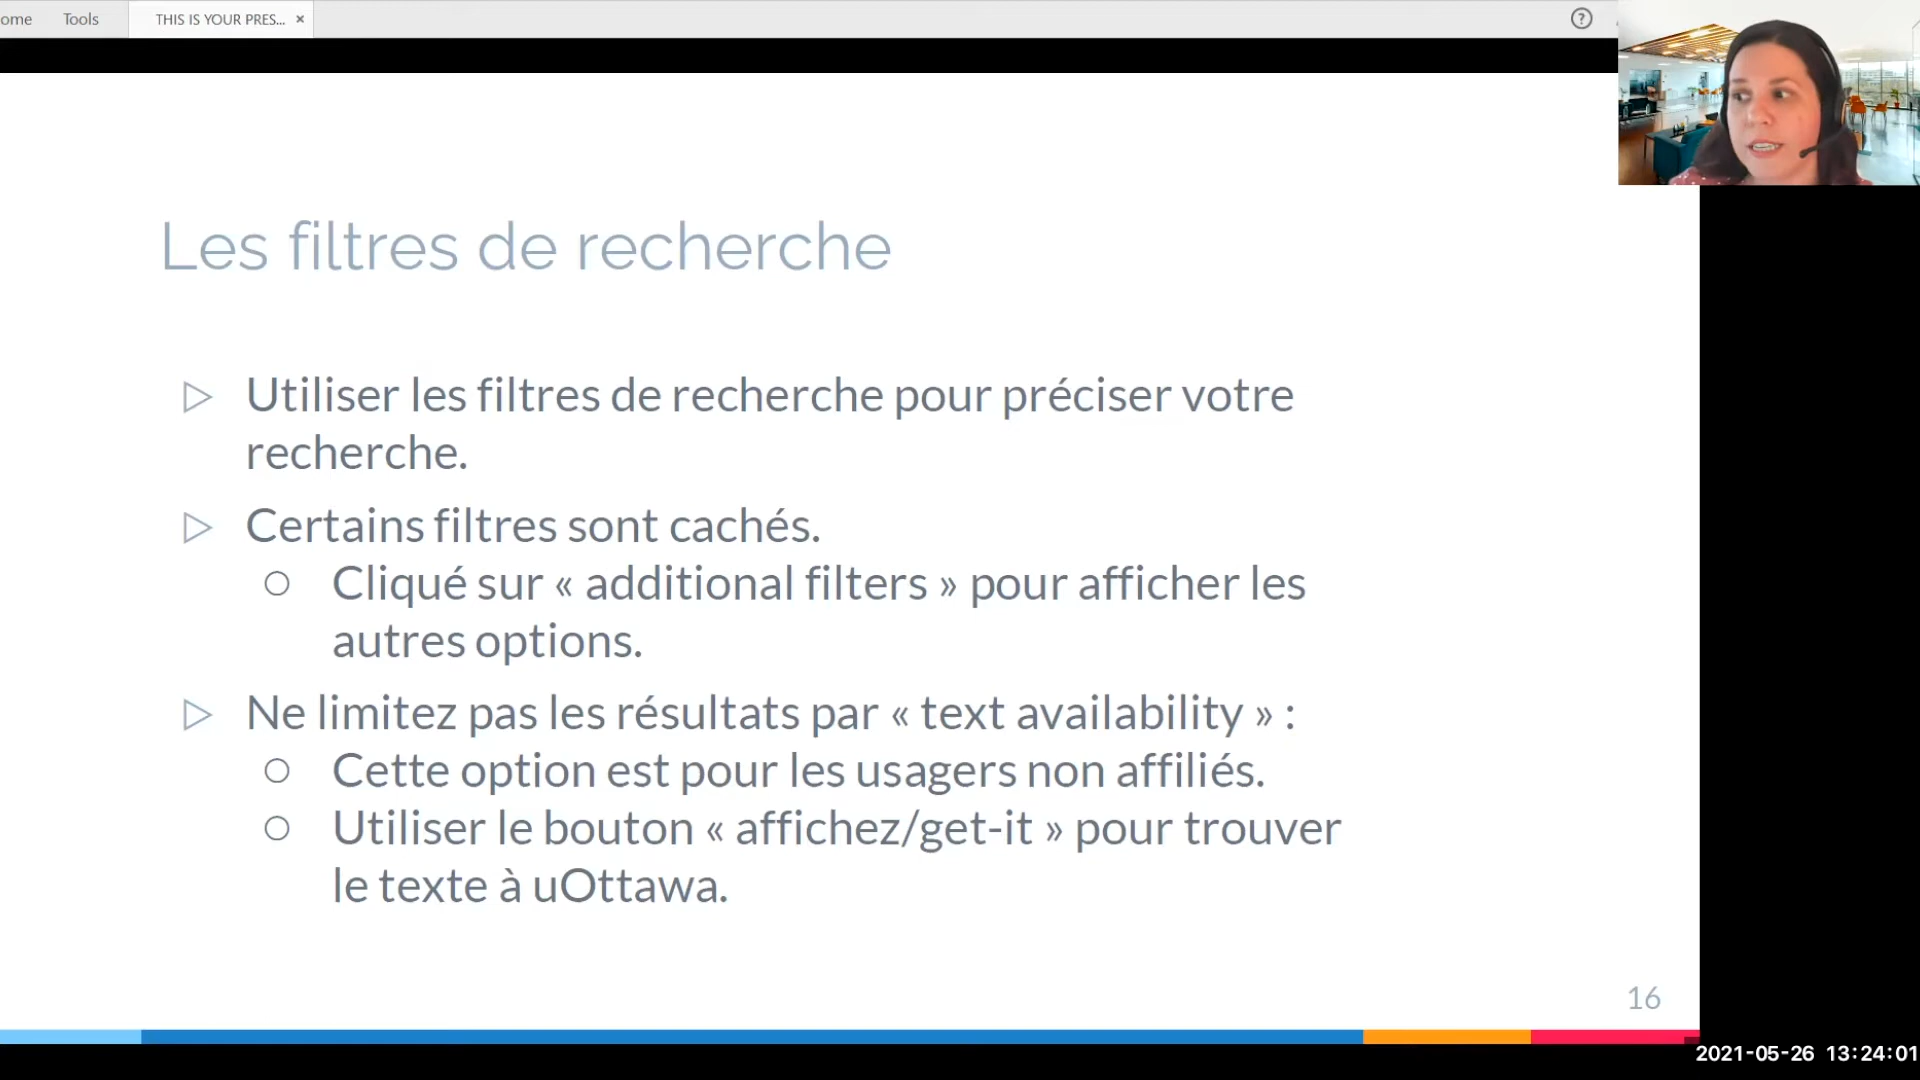 ome Tools THIS IS YOUR PRES... ×
?
Les filtres de recherche
▷ Utiliser les filtres de recherche pour préciser votre
recherche.
▷ Certains filtres sont cachés.
○ Cliqué sur « additional filters » pour afficher les
autres options.
▷ Ne limitez pas les résultats par « text availability » :
○ Cette option est pour les usagers non affiliés.
○ Utiliser le bouton « affichez/get-it » pour trouver
le texte à uOttawa.
16
2021-05-26 13:24:01